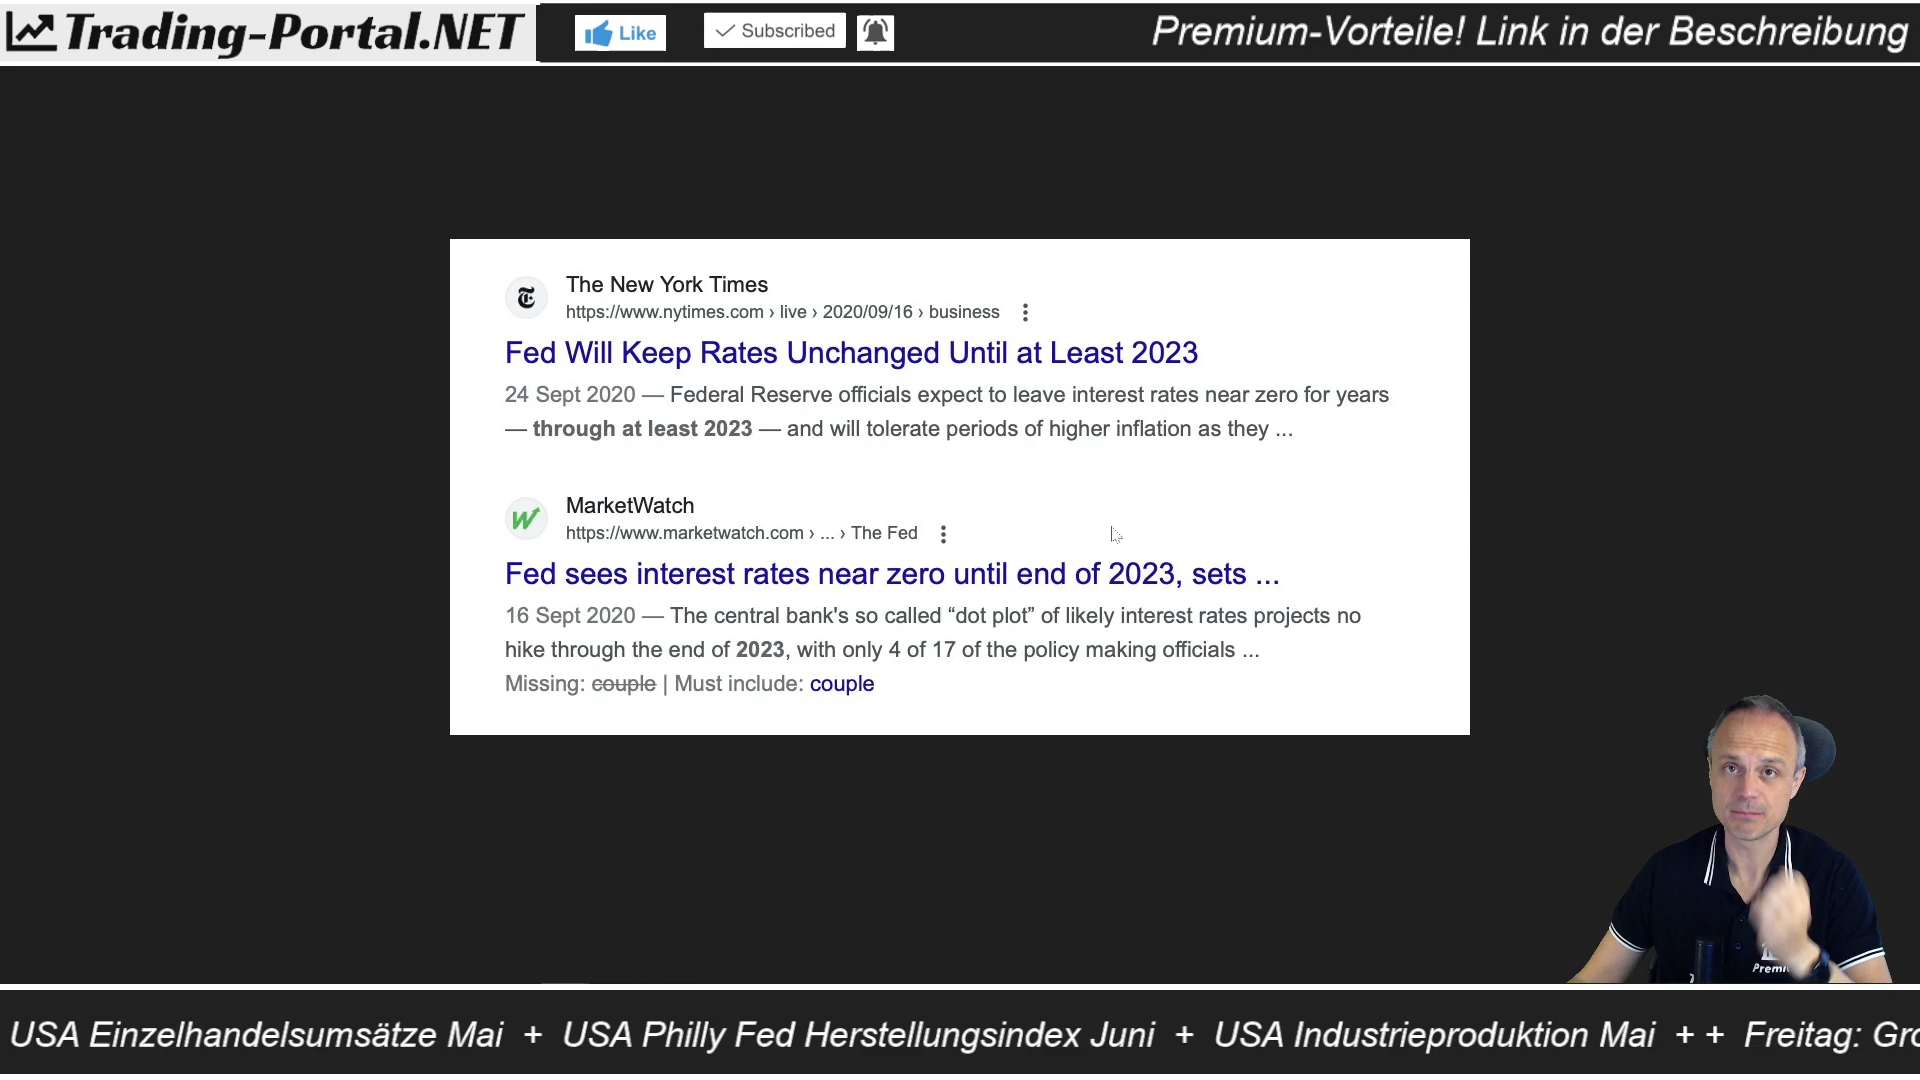 Trading-Portal.NET
Like
Subscribed
Premium-Vorteile! Link in der Beschreibung
The New York Times
https://www.nytimes.com › live › 2020/09/16 › business
Fed Will Keep Rates Unchanged Until at Least 2023
24 Sept 2020 — Federal Reserve officials expect to leave interest rates near zero for years
— through at least 2023 — and will tolerate periods of higher inflation as they ...
MarketWatch
https://www.marketwatch.com › ... › The Fed
Fed sees interest rates near zero until end of 2023, sets ...
16 Sept 2020 — The central bank's so called “dot plot” of likely interest rates projects no
hike through the end of 2023, with only 4 of 17 of the policy making officials ...
Missing: couple | Must include: couple
USA Einzelhandelsumsätze Mai + USA Philly Fed Herstellungsindex Juni + USA Industrieproduktion Mai + + Freitag: